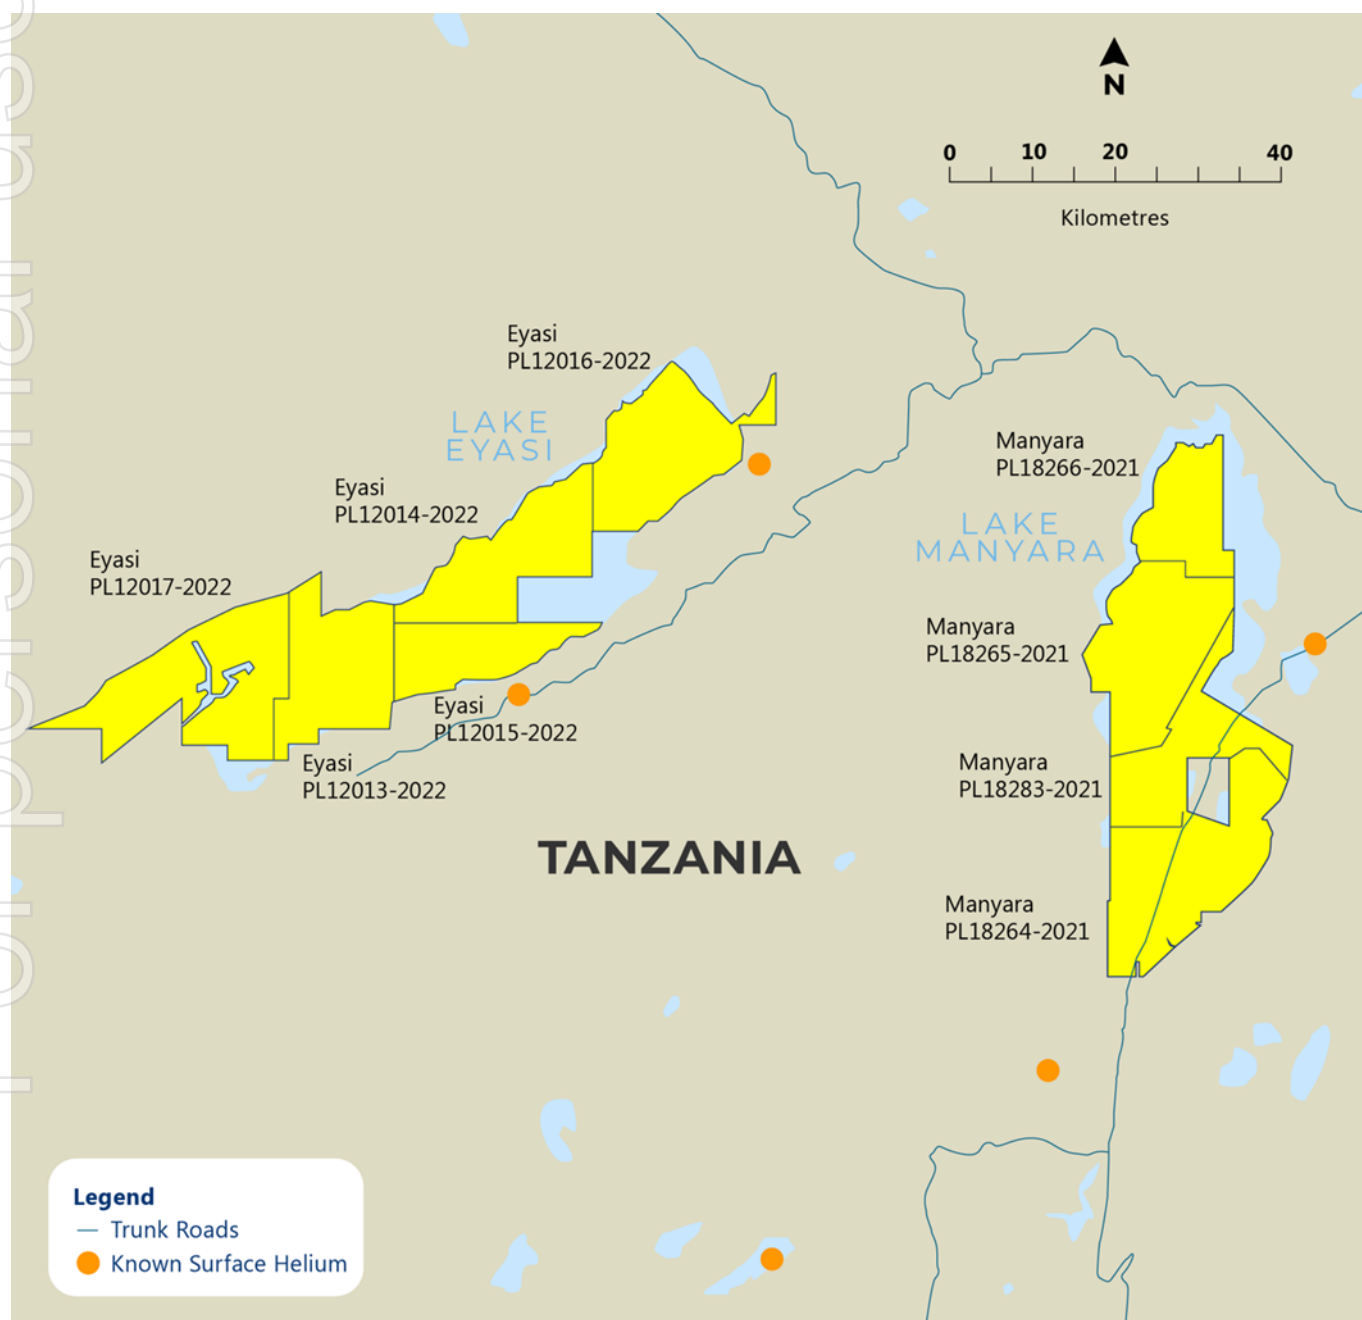 N
0 10 20 40
Kilometres
Eyasi
PL12016-2022
LAKE
EYASI
Manyara
PL18266-2021
Eyasi
PL12014-2022
LAKE
MANYARA
Eyasi
PL12017-2022
Manyara
PL18265-2021
Eyasi
PL12015-2022
Eyasi
PL12013-2022
Manyara
PL18283-2021
TANZANIA
Manyara
PL18264-2021
Legend
Trunk Roads
Known Surface Helium